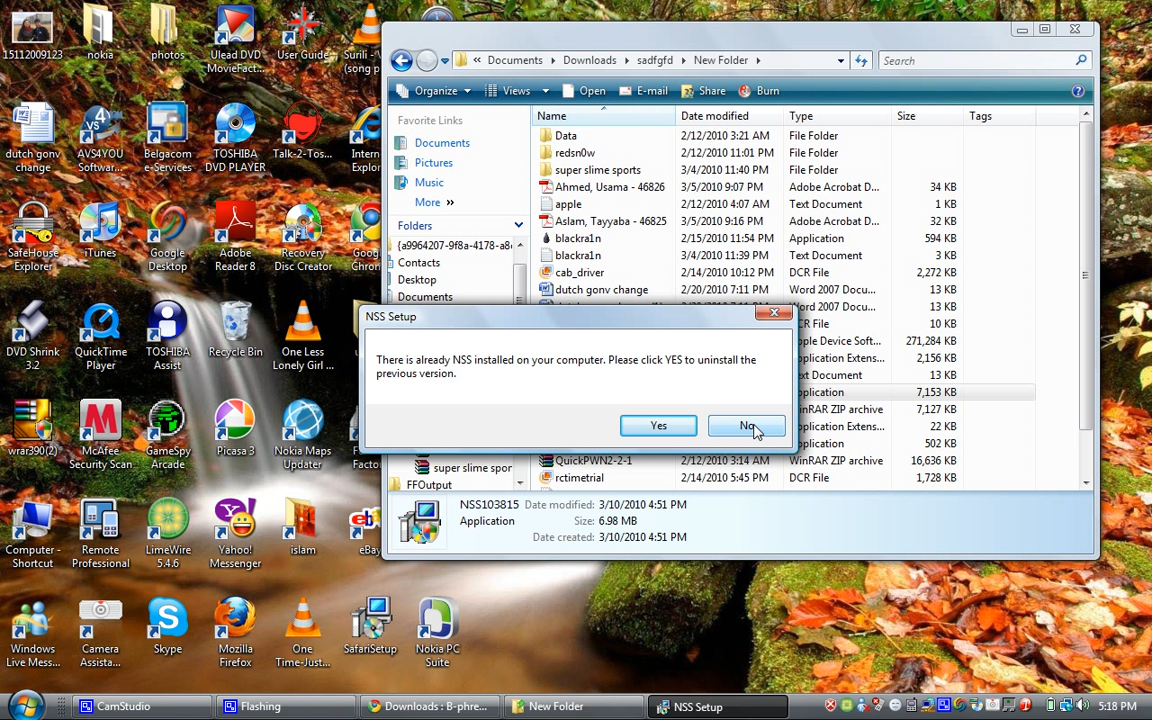 15112009123
nokia
photos
Ulead DVD
MovieFact...
User Guide
Surili - V
(song p
dutch gonv
change
AVS4YOU
Softwar...
Belgacom
e-Services
TOSHIBA
DVD PLAYER
Talk-2-Tos...
Intern
Explor
SafeHouse
Explorer
iTunes
Google
Desktop
Adobe
Reader 8
Recovery
Disc Creator
Goog
Chron
DVD Shrink
3.2
QuickTime
Player
TOSHIBA
Assist
Recycle Bin
One Less
Lonely Girl ...
wrar390(2)
McAfee
Security Scan
GameSpy
Arcade
Picasa 3
Nokia Maps
Updater
F
Factor
Computer -
Shortcut
Remote
Professional
LimeWire
5.4.6
Yahoo!
Messenger
islam
eBay
Windows
Live Mess...
Camera
Assista...
Skype
Mozilla
Firefox
One
Time-Just...
SafariSetup
Nokia PC
Suite
« Documents Downloads sadfgfd New Folder
Search
Organize Views Open E-mail Share Burn
Favorite Links
Documents
Pictures
Music
More »
Folders
{a9964207-9f8a-4178-a8
Contacts
Desktop
Documents
super slime spor
FFOutput
Name Date modified Type Size Tags
Data 2/12/2010 3:21 AM File Folder
redsn0w 2/12/2010 11:01 PM File Folder
super slime sports 3/4/2010 11:40 PM File Folder
Ahmed, Usama - 46826 3/5/2010 9:07 PM Adobe Acrobat D... 34 KB
apple 2/12/2010 4:07 AM Text Document 1 KB
Aslam, Tayyaba - 46825 3/5/2010 9:16 PM Adobe Acrobat D... 32 KB
blackra1n 2/15/2010 11:54 PM Application 594 KB
blackra1n 3/4/2010 11:39 PM Text Document 3 KB
cab_driver 2/14/2010 10:12 PM DCR File 2,272 KB
dutch gonv change 2/20/2010 7:11 PM Word 2007 Docu... 13 KB
Word 2007 Docu... 13 KB
CR File 10 KB
pple Device Soft... 271,284 KB
pplication Extens... 2,156 KB
ext Document 13 KB
pplication 7,153 KB
inRAR ZIP archive 7,127 KB
pplication Extens... 22 KB
pplication 502 KB
QuickPWN2-2-1 2/12/2010 3:14 AM WinRAR ZIP archive 16,636 KB
rctimetrial 2/14/2010 5:45 PM DCR File 1,728 KB
NSS Setup
There is already NSS installed on your computer. Please click YES to uninstall the
previous version.
Yes
No
NSS103815 Date modified: 3/10/2010 4:51 PM
Application Size: 6.98 MB
Date created: 3/10/2010 4:51 PM
CamStudio
Flashing
Downloads : B-phre...
New Folder
NSS Setup
5:18 PM